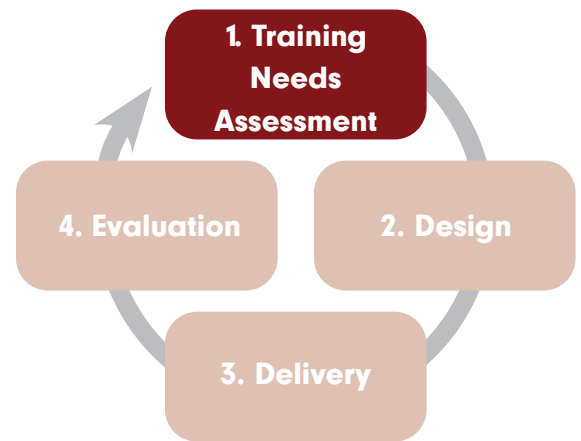 1. Training
Needs
Assessment
2. Design
3. Delivery
4. Evaluation